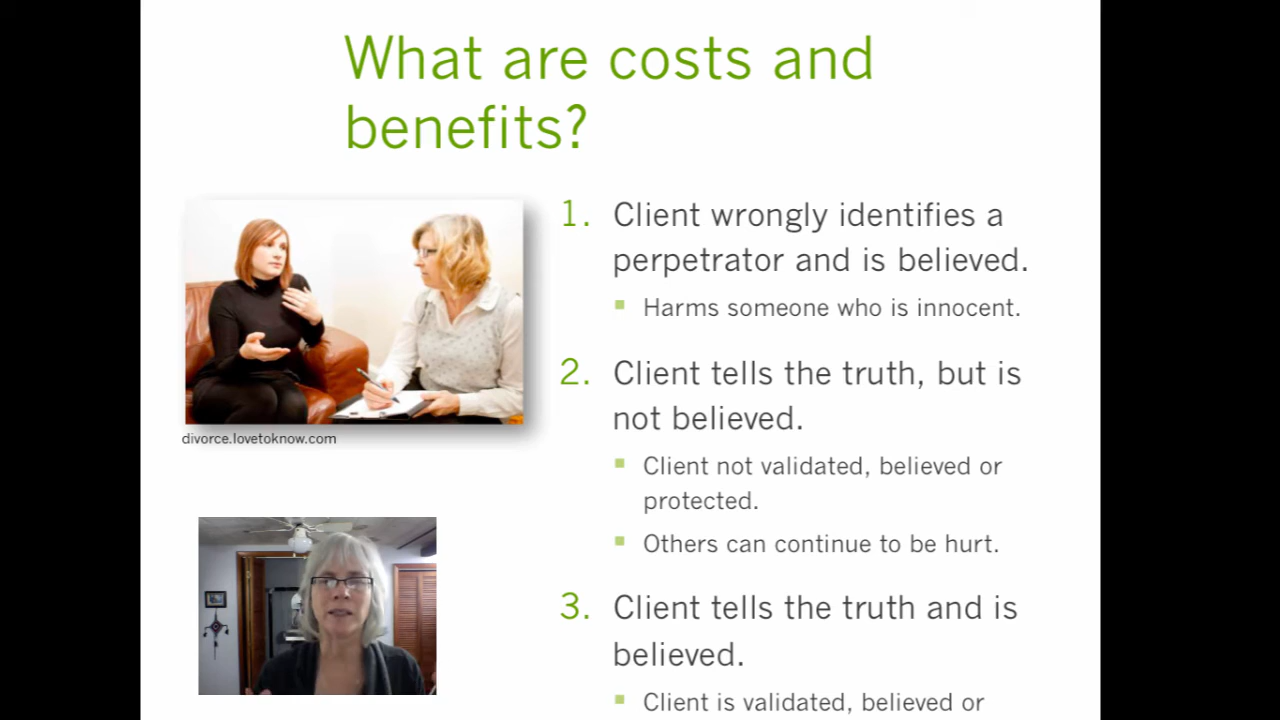 What are costs and
benefits?
1. Client wrongly identifies a
perpetrator and is believed.
▪ Harms someone who is innocent.
2. Client tells the truth, but is
not believed.
▪ Client not validated, believed or
protected.
▪ Others can continue to be hurt.
3. Client tells the truth and is
believed.
▪ Client is validated, believed or
divorce.lovetoknow.com